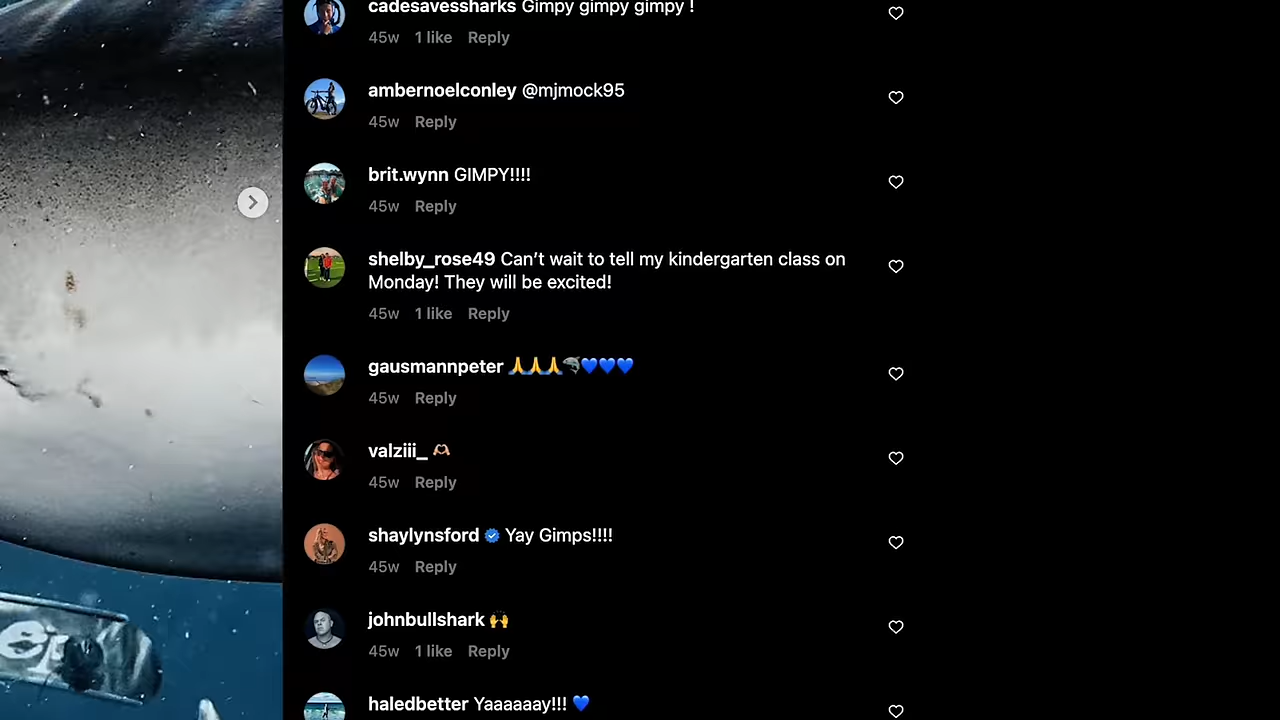 cadesavessharks Gimpy gimpy gimpy !
45w 1 like Reply
ambernoelconley @mjmock95
45w Reply
brit.wynn GIMPY!!!!
45w Reply
shelby_rose49 Can’t wait to tell my kindergarten class on
Monday! They will be excited!
45w 1 like Reply
gausmannpeter 🙏🙏🙏🦈💙💙💙
45w Reply
valziii_ 🫶🏼
45w Reply
shaylynsford Yay Gimps!!!!
45w Reply
johnbullshark 🙌
45w 1 like Reply
haledbetter Yaaaaaay!!! 💙